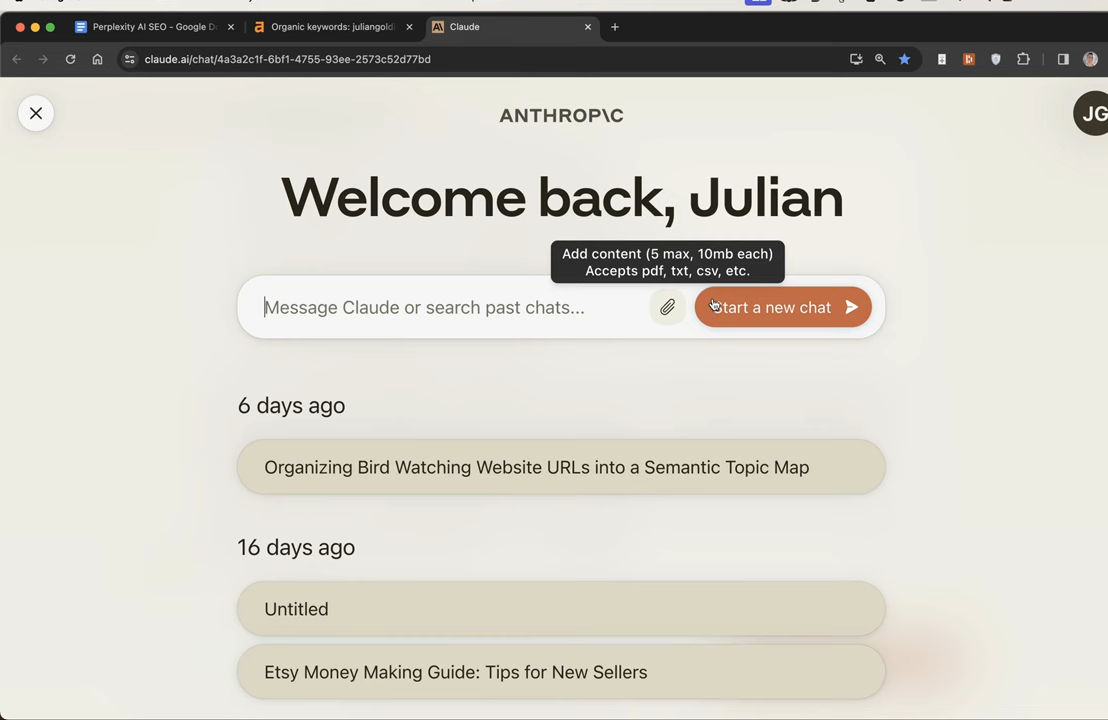 Perplexity AI SEO - Google Do
Organic keywords: juliangoldi
Claude
claude.ai/chat/4a3a2c1f-6bf1-4755-93ee-2573c52d77bd
ANTHROP\C
JG
Welcome back, Julian
Add content (5 max, 10mb each)
Accepts pdf, txt, csv, etc.
Message Claude or search past chats...
Start a new chat
6 days ago
Organizing Bird Watching Website URLs into a Semantic Topic Map
16 days ago
Untitled
Etsy Money Making Guide: Tips for New Sellers